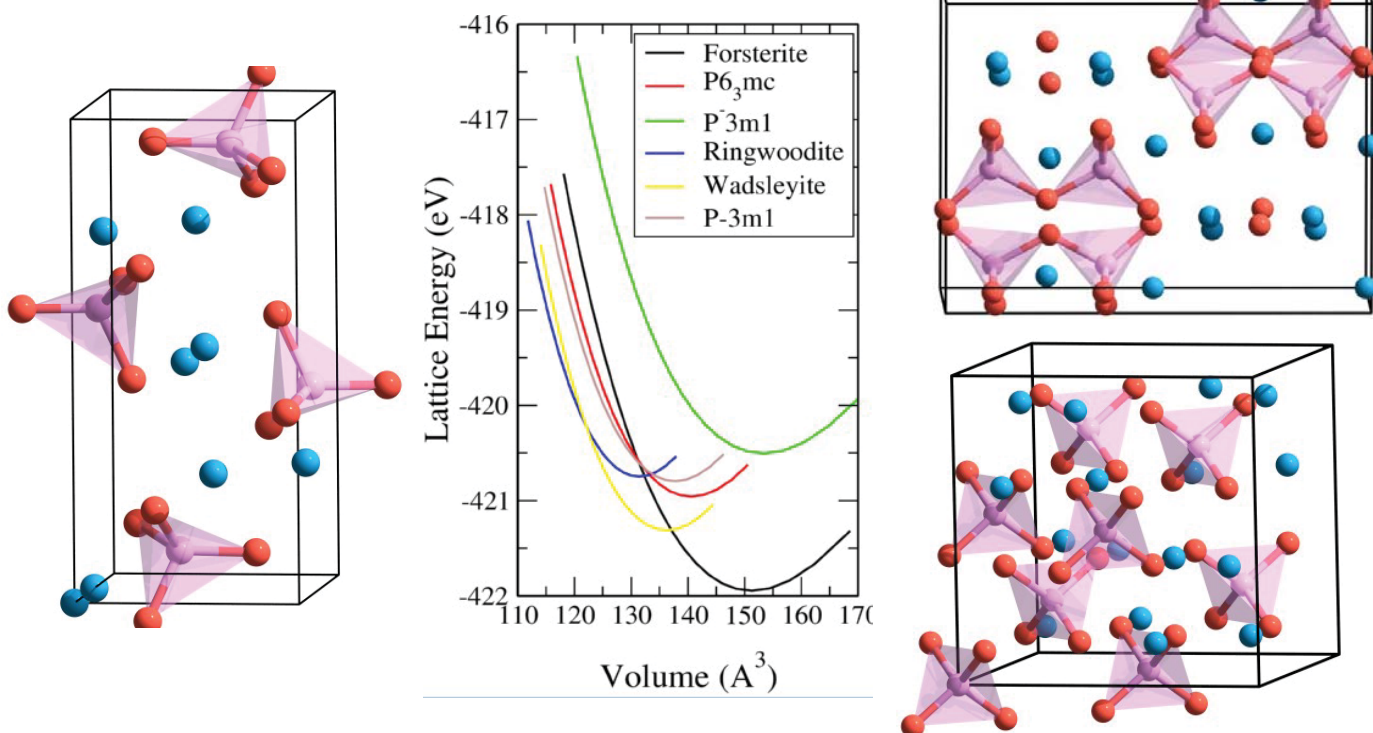 -416
-417
-418
-419
-420
-421
-422
Lattice Energy (eV)
Forsterite
P6₃mc
P⁻3m1
Ringwoodite
Wadsleyite
P-3m1
110 120 130 140 150 160 170
Volume (A³)